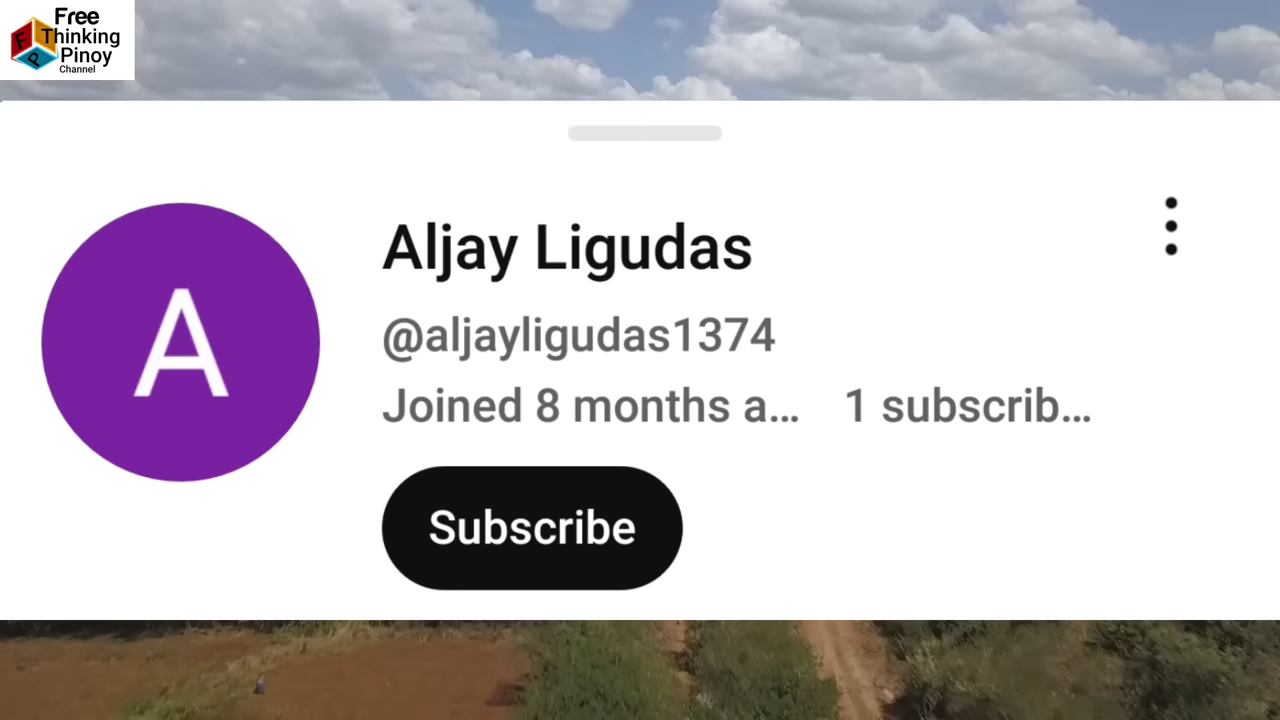 Free
Thinking
Pinoy
Channel
F
P
A
Aljay Ligudas
@aljayligudas1374
Joined 8 months a... 1 subscrib...
Subscribe